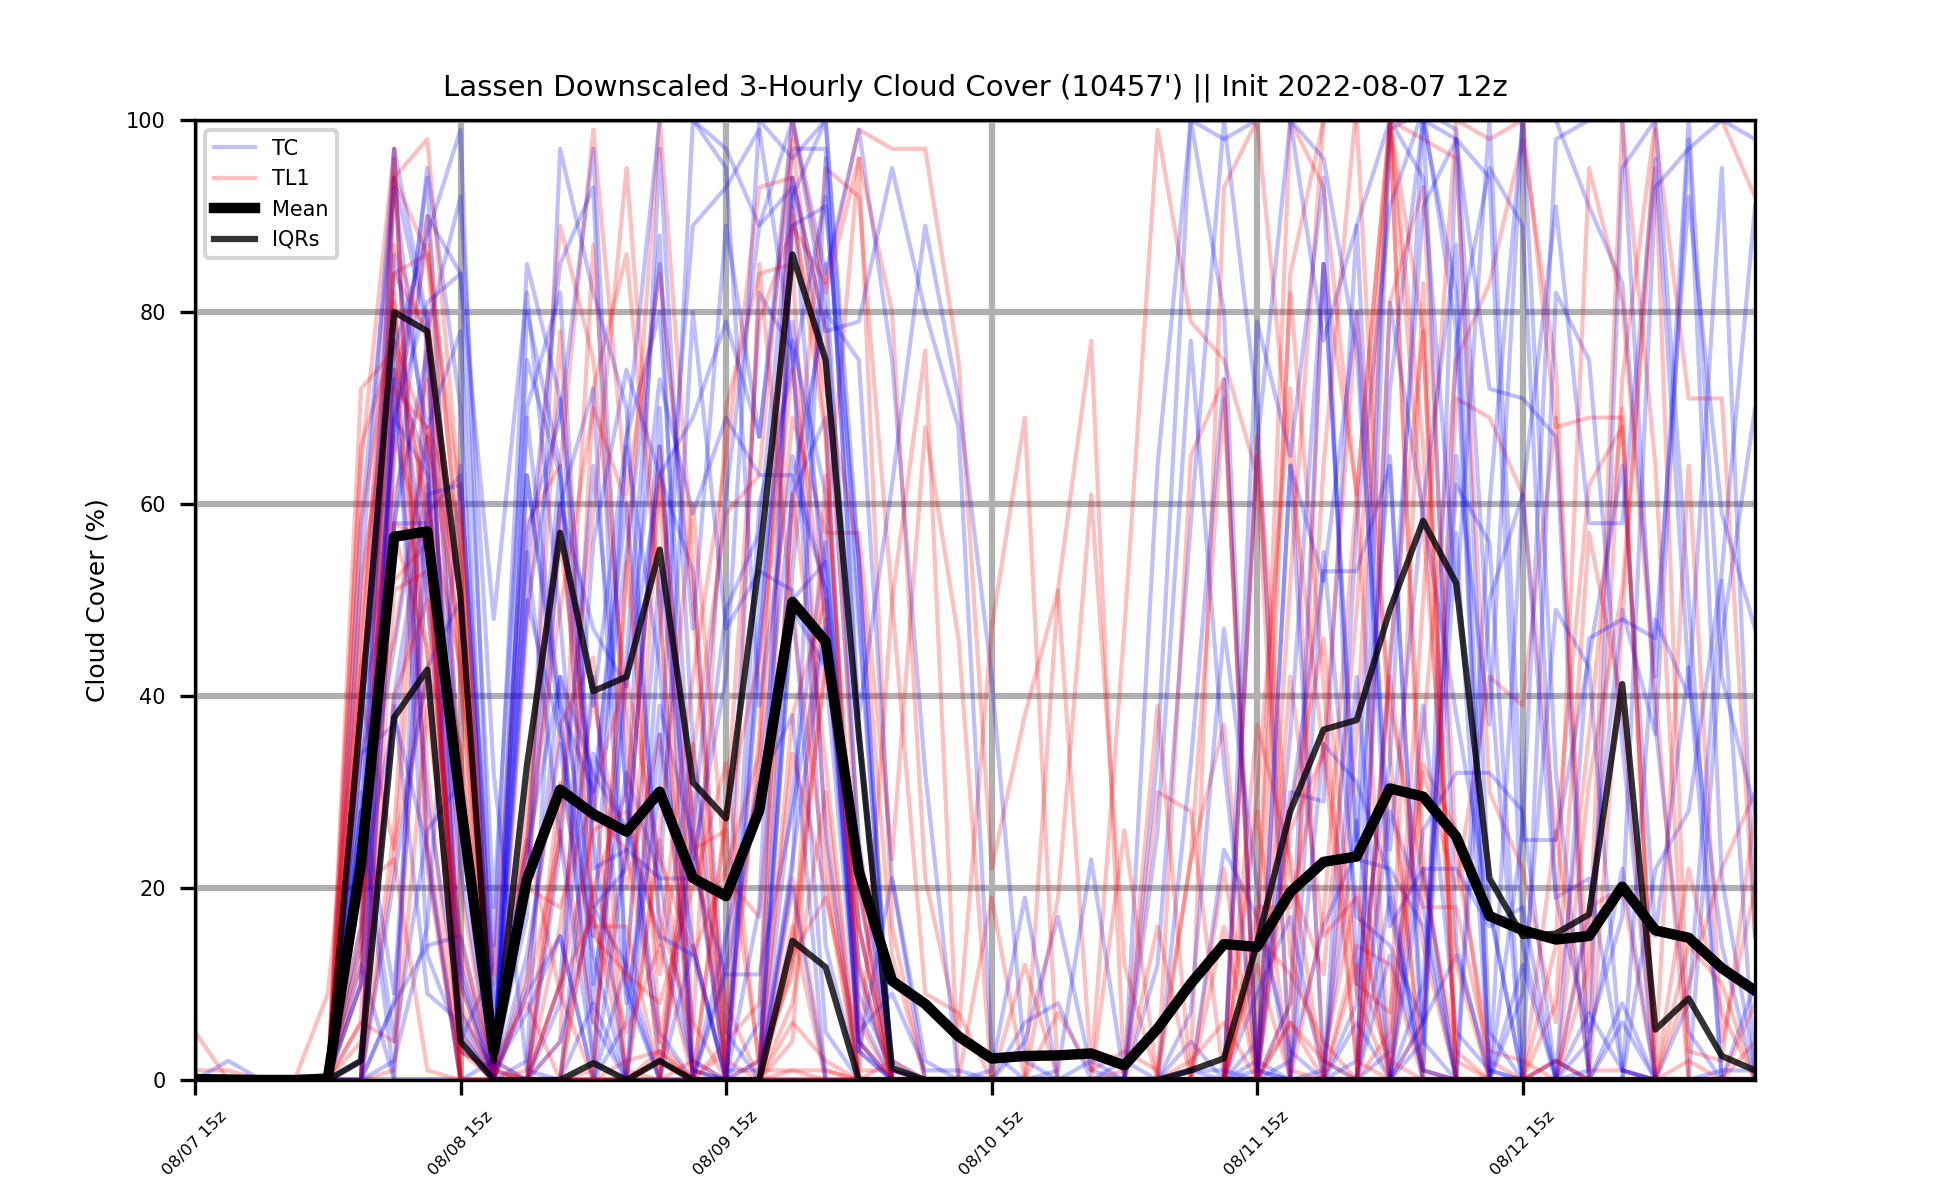 Lassen Downscaled 3-Hourly Cloud Cover (10457') || Init 2022-08-07 12z
TC
TL1
Mean
IQRs
Cloud Cover (%)
100
80
60
40
20
0
08/07 15z
08/08 15z
08/09 15z
08/10 15z
08/11 15z
08/12 15z